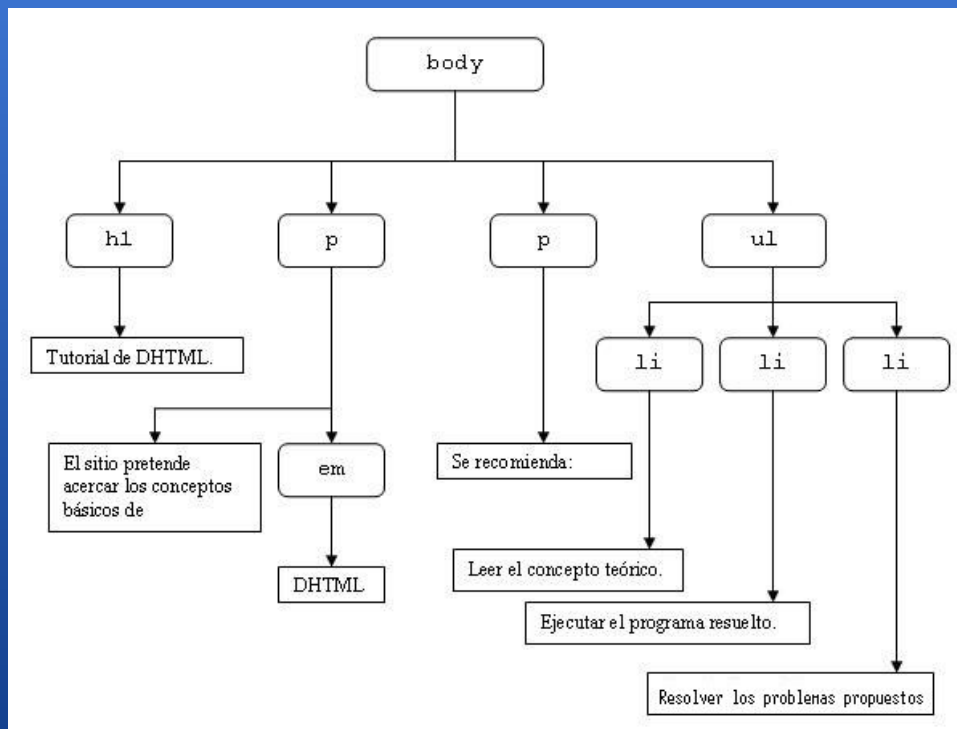 body
h1
p
p
ul
Tutorial de DHTML.
li
li
li
El sitio pretende
acercar los conceptos
básicos de
em
Se recomienda:
Leer el concepto teórico.
DHTML
Ejecutar el programa resuelto.
Resolver los problemas propuestos